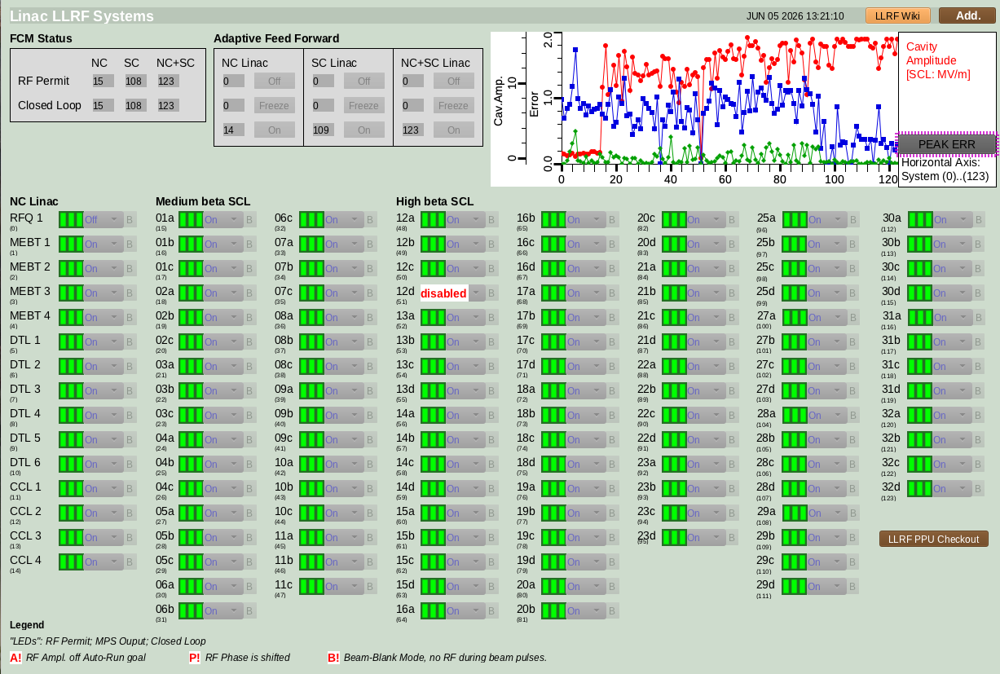 Linac LLRF Systems
JUN 05 2026 13:21:10
LLRF Wiki
Add.
FCM Status
NC SC NC+SC
RF Permit 15 108 123
Closed Loop 15 108 123
Adaptive Feed Forward
NC Linac SC Linac NC+SC Linac
0 Off 0 Off 0 Off
0 Freeze 0 Freeze 0 Freeze
14 On 109 On 123 On
Cav.Amp.
10
0
Error
2.0
1.0
0.0
0 20 40 60 80 100 120
Cavity
Amplitude
[SCL: MV/m]
PEAK ERR
Horizontal Axis:
System (0)..(123)
NC Linac
RFQ 1 Off B
(0)
MEBT 1 On B
(1)
MEBT 2 On B
(2)
MEBT 3 On B
(3)
MEBT 4 On B
(4)
DTL 1 On B
(5)
DTL 2 On B
(6)
DTL 3 On B
(7)
DTL 4 On B
(8)
DTL 5 On B
(9)
DTL 6 On B
(10)
CCL 1 On B
(11)
CCL 2 On B
(12)
CCL 3 On B
(13)
CCL 4 On B
(14)
Medium beta SCL
01a On B
(15)
01b On B
(16)
01c On B
(17)
02a On B
(18)
02b On B
(19)
02c On B
(20)
03a On B
(21)
03b On B
(22)
03c On B
(23)
04a On B
(24)
04b On B
(25)
04c On B
(26)
05a On B
(27)
05b On B
(28)
05c On B
(29)
06a On B
(30)
06b On B
(31)
06c On B
(32)
07a On B
(33)
07b On B
(34)
07c On B
(35)
08a On B
(36)
08b On B
(37)
08c On B
(38)
09a On B
(39)
09b On B
(40)
09c On B
(41)
10a On B
(42)
10b On B
(43)
10c On B
(44)
11a On B
(45)
11b On B
(46)
11c On B
(47)
High beta SCL
12a On B
(48)
12b On B
(49)
12c On B
(50)
12d disabled B
(51)
13a On B
(52)
13b On B
(53)
13c On B
(54)
13d On B
(55)
14a On B
(56)
14b On B
(57)
14c On B
(58)
14d On B
(59)
15a On B
(60)
15b On B
(61)
15c On B
(62)
15d On B
(63)
16a On B
(64)
16b On B
(65)
16c On B
(66)
16d On B
(67)
17a On B
(68)
17b On B
(69)
17c On B
(70)
17d On B
(71)
18a On B
(72)
18b On B
(73)
18c On B
(74)
18d On B
(75)
19a On B
(76)
19b On B
(77)
19c On B
(78)
19d On B
(79)
20a On B
(80)
20b On B
(81)
20c On B
(82)
20d On B
(83)
21a On B
(84)
21b On B
(85)
21c On B
(86)
21d On B
(87)
22a On B
(88)
22b On B
(89)
22c On B
(90)
22d On B
(91)
23a On B
(92)
23b On B
(93)
23c On B
(94)
23d On B
(95)
25a On B
(96)
25b On B
(97)
25c On B
(98)
25d On B
(99)
27a On B
(100)
27b On B
(101)
27c On B
(102)
27d On B
(103)
28a On B
(104)
28b On B
(105)
28c On B
(106)
28d On B
(107)
29a On B
(108)
29b On B
(109)
29c On B
(110)
29d On B
(111)
30a On B
(112)
30b On B
(113)
30c On B
(114)
30d On B
(115)
31a On B
(116)
31b On B
(117)
31c On B
(118)
31d On B
(119)
32a On B
(120)
32b On B
(121)
32c On B
(122)
32d On B
(123)
LLRF PPU Checkout
Legend
"LEDs": RF Permit; MPS Ouput; Closed Loop
A! RF Ampl. off Auto-Run goal
P! RF Phase is shifted
B! Beam-Blank Mode, no RF during beam pulses.